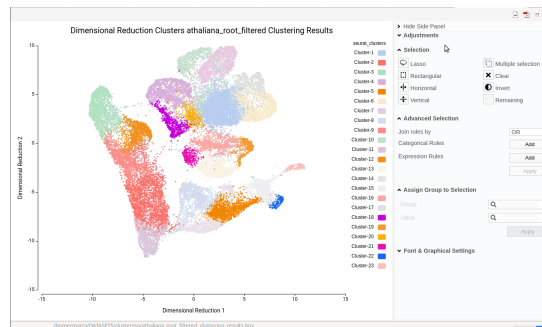 Dimensional Reduction Clusters athaliana_root_filtered Clustering Results
seurat_clusters
Cluster-1
Cluster-2
Cluster-3
Cluster-4
Cluster-5
Cluster-6
Cluster-7
Cluster-8
Cluster-9
Cluster-10
Cluster-11
Cluster-12
Cluster-13
Cluster-14
Cluster-15
Cluster-16
Cluster-17
Cluster-18
Cluster-19
Cluster-20
Cluster-21
Cluster-22
Cluster-23
Dimensional Reduction 2
10
5
0
-5
-10
-15
-15
-10
-5
0
5
10
15
Dimensional Reduction 1
Hide Side Panel
Adjustments
Selection
Lasso
Multiple selection
Rectangular
Clear
Horizontal
Invert
Vertical
Remaining
Advanced Selection
Join rules by
OR
Categorical Rules
Add
Expression Rules
Add
Apply
Assign Group to Selection
Group
Value
Apply
Font & Graphical Settings